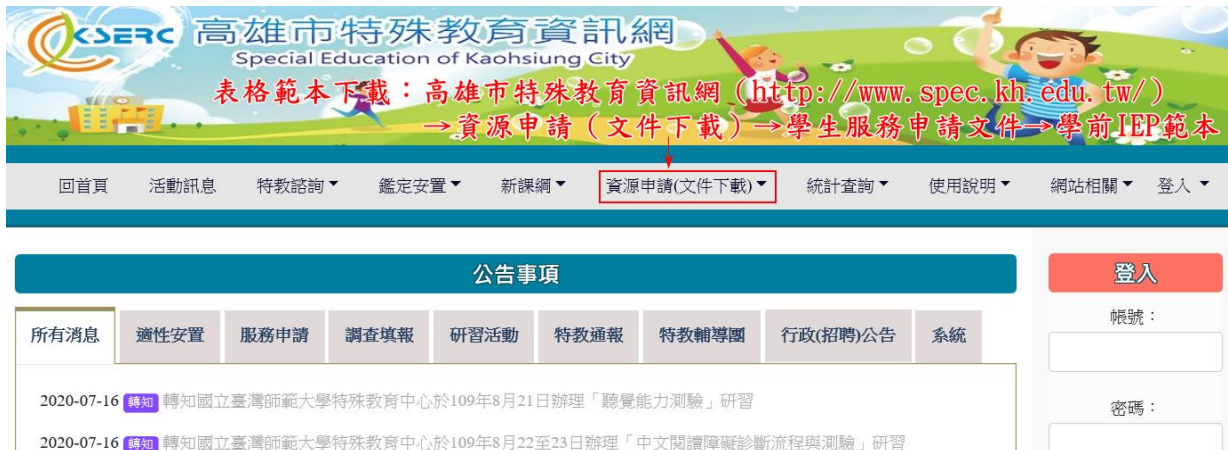 KSERC 高雄市特殊教育資訊網
Special Education of Kaohsiung City
表格範本下載：高雄市特殊教育資訊網（http://www.spec.kh.edu.tw/）
→資源申請（文件下載）→學生服務申請文件→學前IEP範本
回首頁 活動訊息 特教諮詢▼ 鑑定安置▼ 新課綱▼ 資源申請(文件下載)▼ 統計查詢▼ 使用說明▼ 網站相關▼ 登入▼
公告事項
登入
所有消息 適性安置 服務申請 調查填報 研習活動 特教通報 特教輔導團 行政(招聘)公告 系統
帳號：
2020-07-16 轉知 轉知國立臺灣師範大學特殊教育中心於109年8月21日辦理「聽覺能力測驗」研習
密碼：
2020-07-16 轉知 轉知國立臺灣師範大學特殊教育中心於109年8月22至23日辦理「中文閱讀障礙診斷流程與測驗」研習